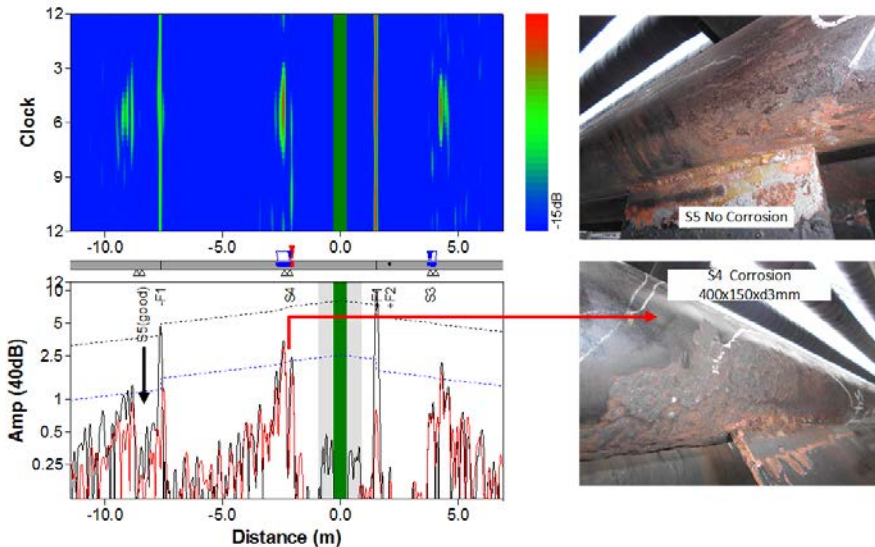 12
3
6
9
12
Clock
-10.0
-5.0
0.0
5.0
-15dB
12
10
5
2.5
1
0.5
0.25
Amp (40dB)
S5(good)
-F1
S4
+F1
+F2
S3
-10.0
-5.0
0.0
5.0
Distance (m)
S5 No Corrosion
S4 Corrosion
400x150xd3mm